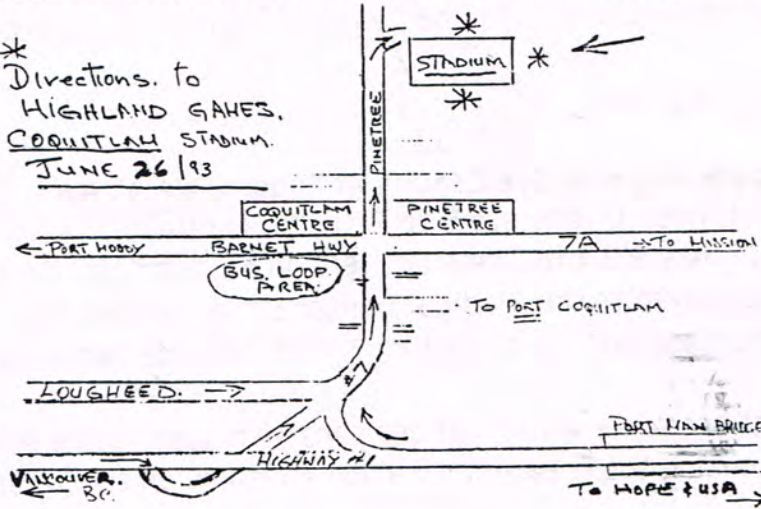 * Directions. to
HIGHLAND GAMES.
COQUITLAM STADIUM.
JUNE 26/93
STADIUM
PINETREE
COQUITLAM
CENTRE
PINETREE
CENTRE
← PORT MOODY
BARNET HWY
7A → TO MISSION
BUS. LOOP
AREA
TO PORT COQUITLAM
#7
LOUGHEED. →
PORT MAN BRIDGE
HIGHWAY #1
VANCOUVER.
BC.
TO HOPE & USA